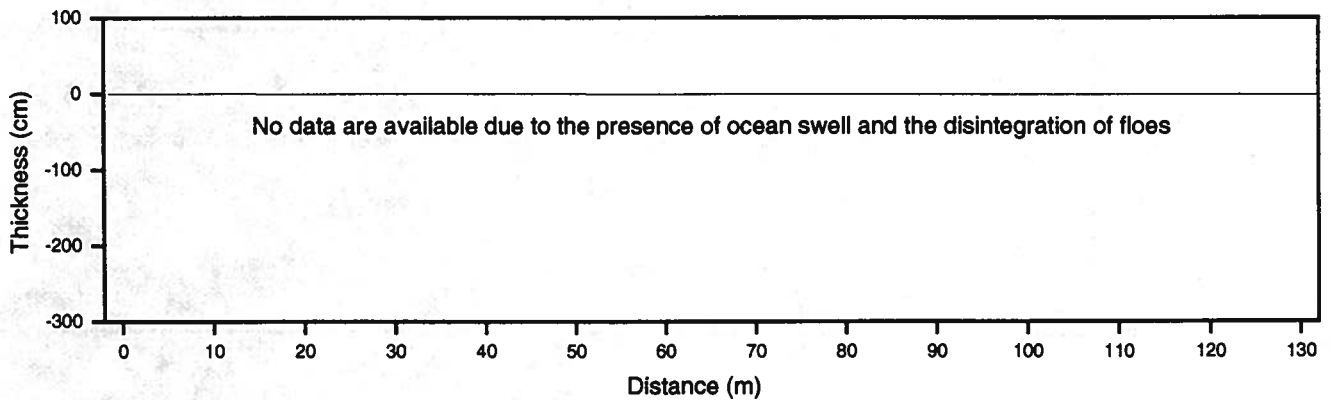 100
0
No data are available due to the presence of ocean swell and the disintegration of floes
-100
-200
-300
Thickness (cm)
0 10 20 30 40 50 60 70 80 90 100 110 120 130
Distance (m)